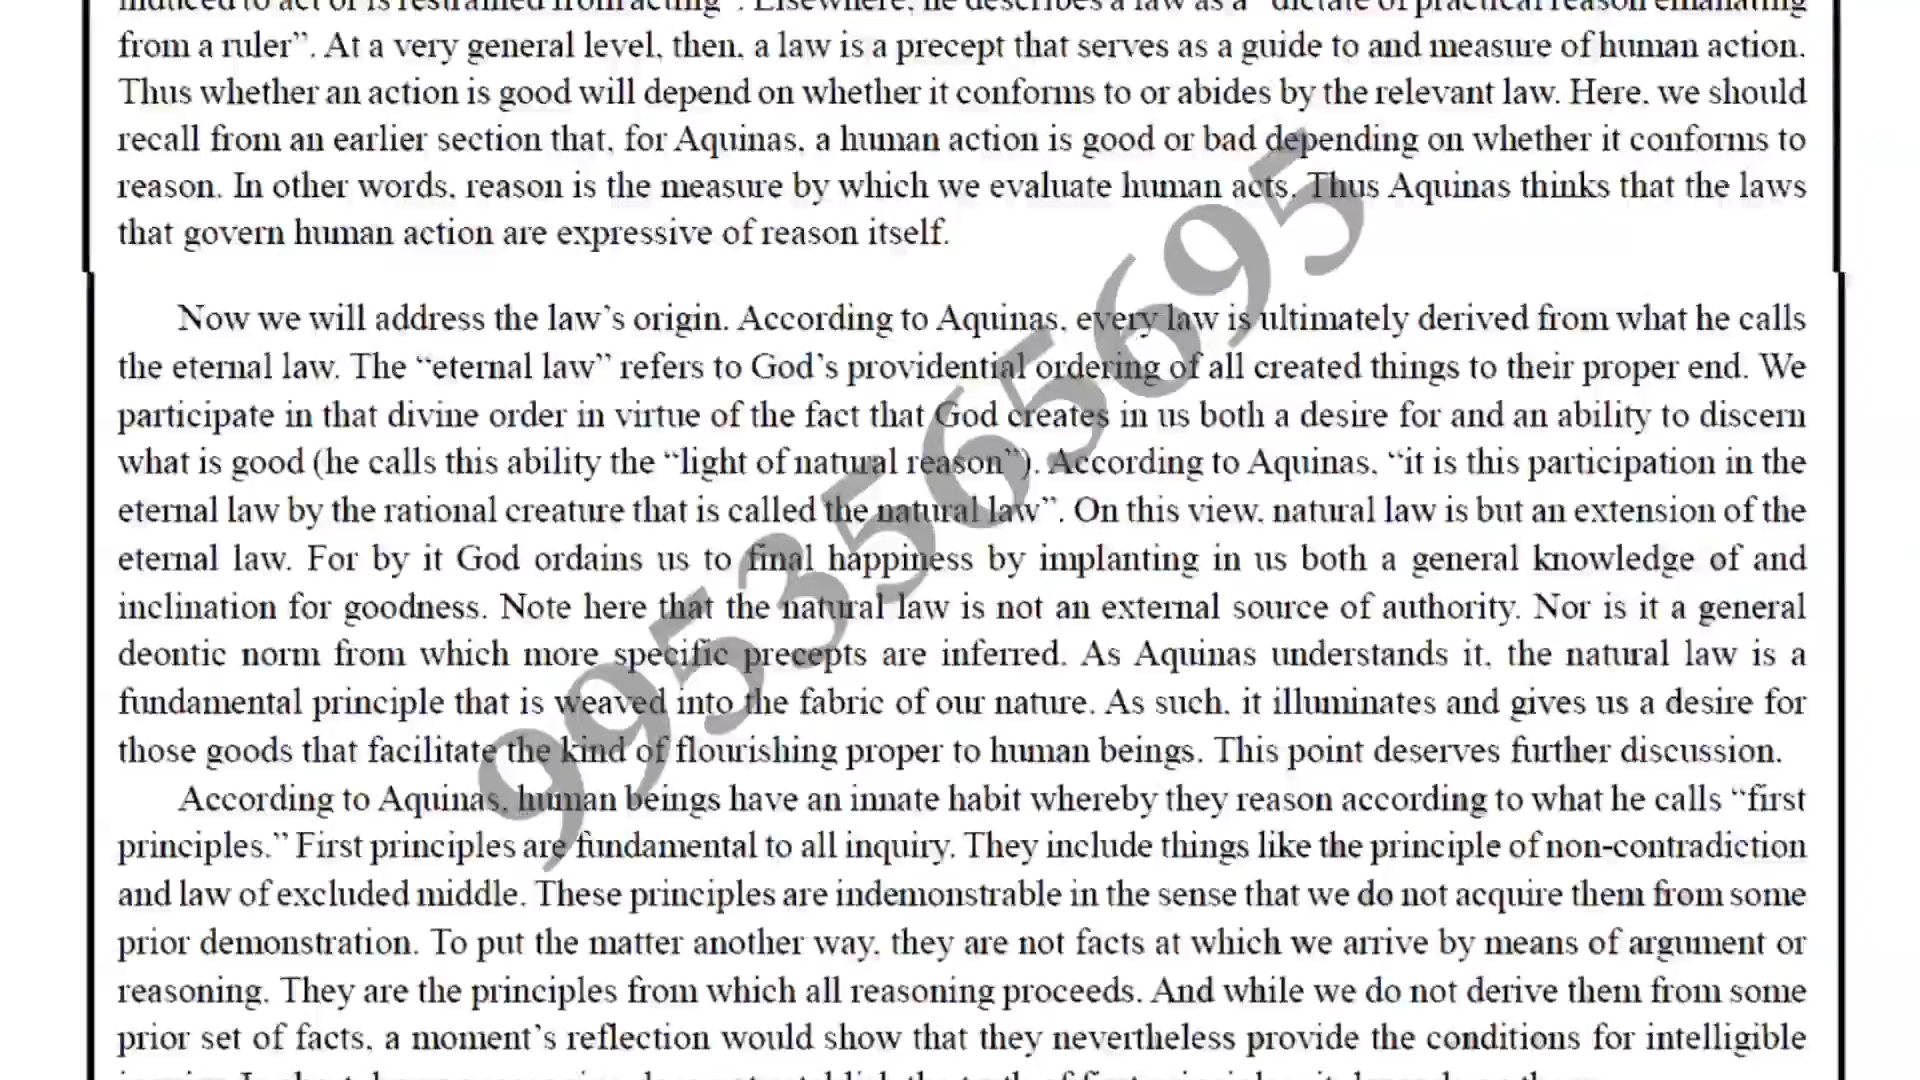 induced to act or is restrained from acting". Elsewhere, he describes a law as a "dictate of practical reason emanating
from a ruler”. At a very general level, then, a law is a precept that serves as a guide to and measure of human action.
Thus whether an action is good will depend on whether it conforms to or abides by the relevant law. Here, we should
recall from an earlier section that, for Aquinas, a human action is good or bad depending on whether it conforms to
reason. In other words, reason is the measure by which we evaluate human acts. Thus Aquinas thinks that the laws
that govern human action are expressive of reason itself.
Now we will address the law’s origin. According to Aquinas, every law is ultimately derived from what he calls
the eternal law. The “eternal law” refers to God’s providential ordering of all created things to their proper end. We
participate in that divine order in virtue of the fact that God creates in us both a desire for and an ability to discern
what is good (he calls this ability the “light of natural reason”). According to Aquinas, “it is this participation in the
eternal law by the rational creature that is called the natural law”. On this view, natural law is but an extension of the
eternal law. For by it God ordains us to final happiness by implanting in us both a general knowledge of and
inclination for goodness. Note here that the natural law is not an external source of authority. Nor is it a general
deontic norm from which more specific precepts are inferred. As Aquinas understands it, the natural law is a
fundamental principle that is weaved into the fabric of our nature. As such, it illuminates and gives us a desire for
those goods that facilitate the kind of flourishing proper to human beings. This point deserves further discussion.
According to Aquinas, human beings have an innate habit whereby they reason according to what he calls “first
principles.” First principles are fundamental to all inquiry. They include things like the principle of non-contradiction
and law of excluded middle. These principles are indemonstrable in the sense that we do not acquire them from some
prior demonstration. To put the matter another way, they are not facts at which we arrive by means of argument or
reasoning. They are the principles from which all reasoning proceeds. And while we do not derive them from some
prior set of facts, a moment’s reflection would show that they nevertheless provide the conditions for intelligible
9953565695